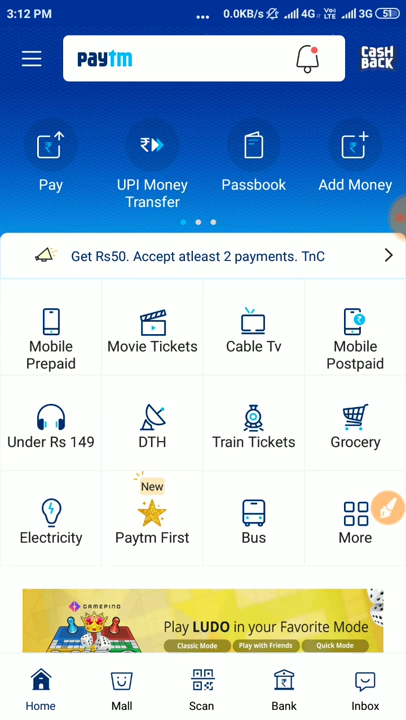 3:12 PM ... 0.0KB/s 4G VoLTE 3G 51
paytm
CASH
BACK
Pay
UPI Money
Transfer
Passbook
Add Money
Get Rs50. Accept atleast 2 payments. TnC
Mobile
Prepaid
Movie Tickets
Cable Tv
Mobile
Postpaid
Under Rs 149
DTH
Train Tickets
Grocery
Electricity
New
Paytm First
Bus
More
GAMEPIND
Play LUDO in your Favorite Mode
Classic Mode
Play with Friends
Quick Mode
Home
Mall
Scan
Bank
Inbox